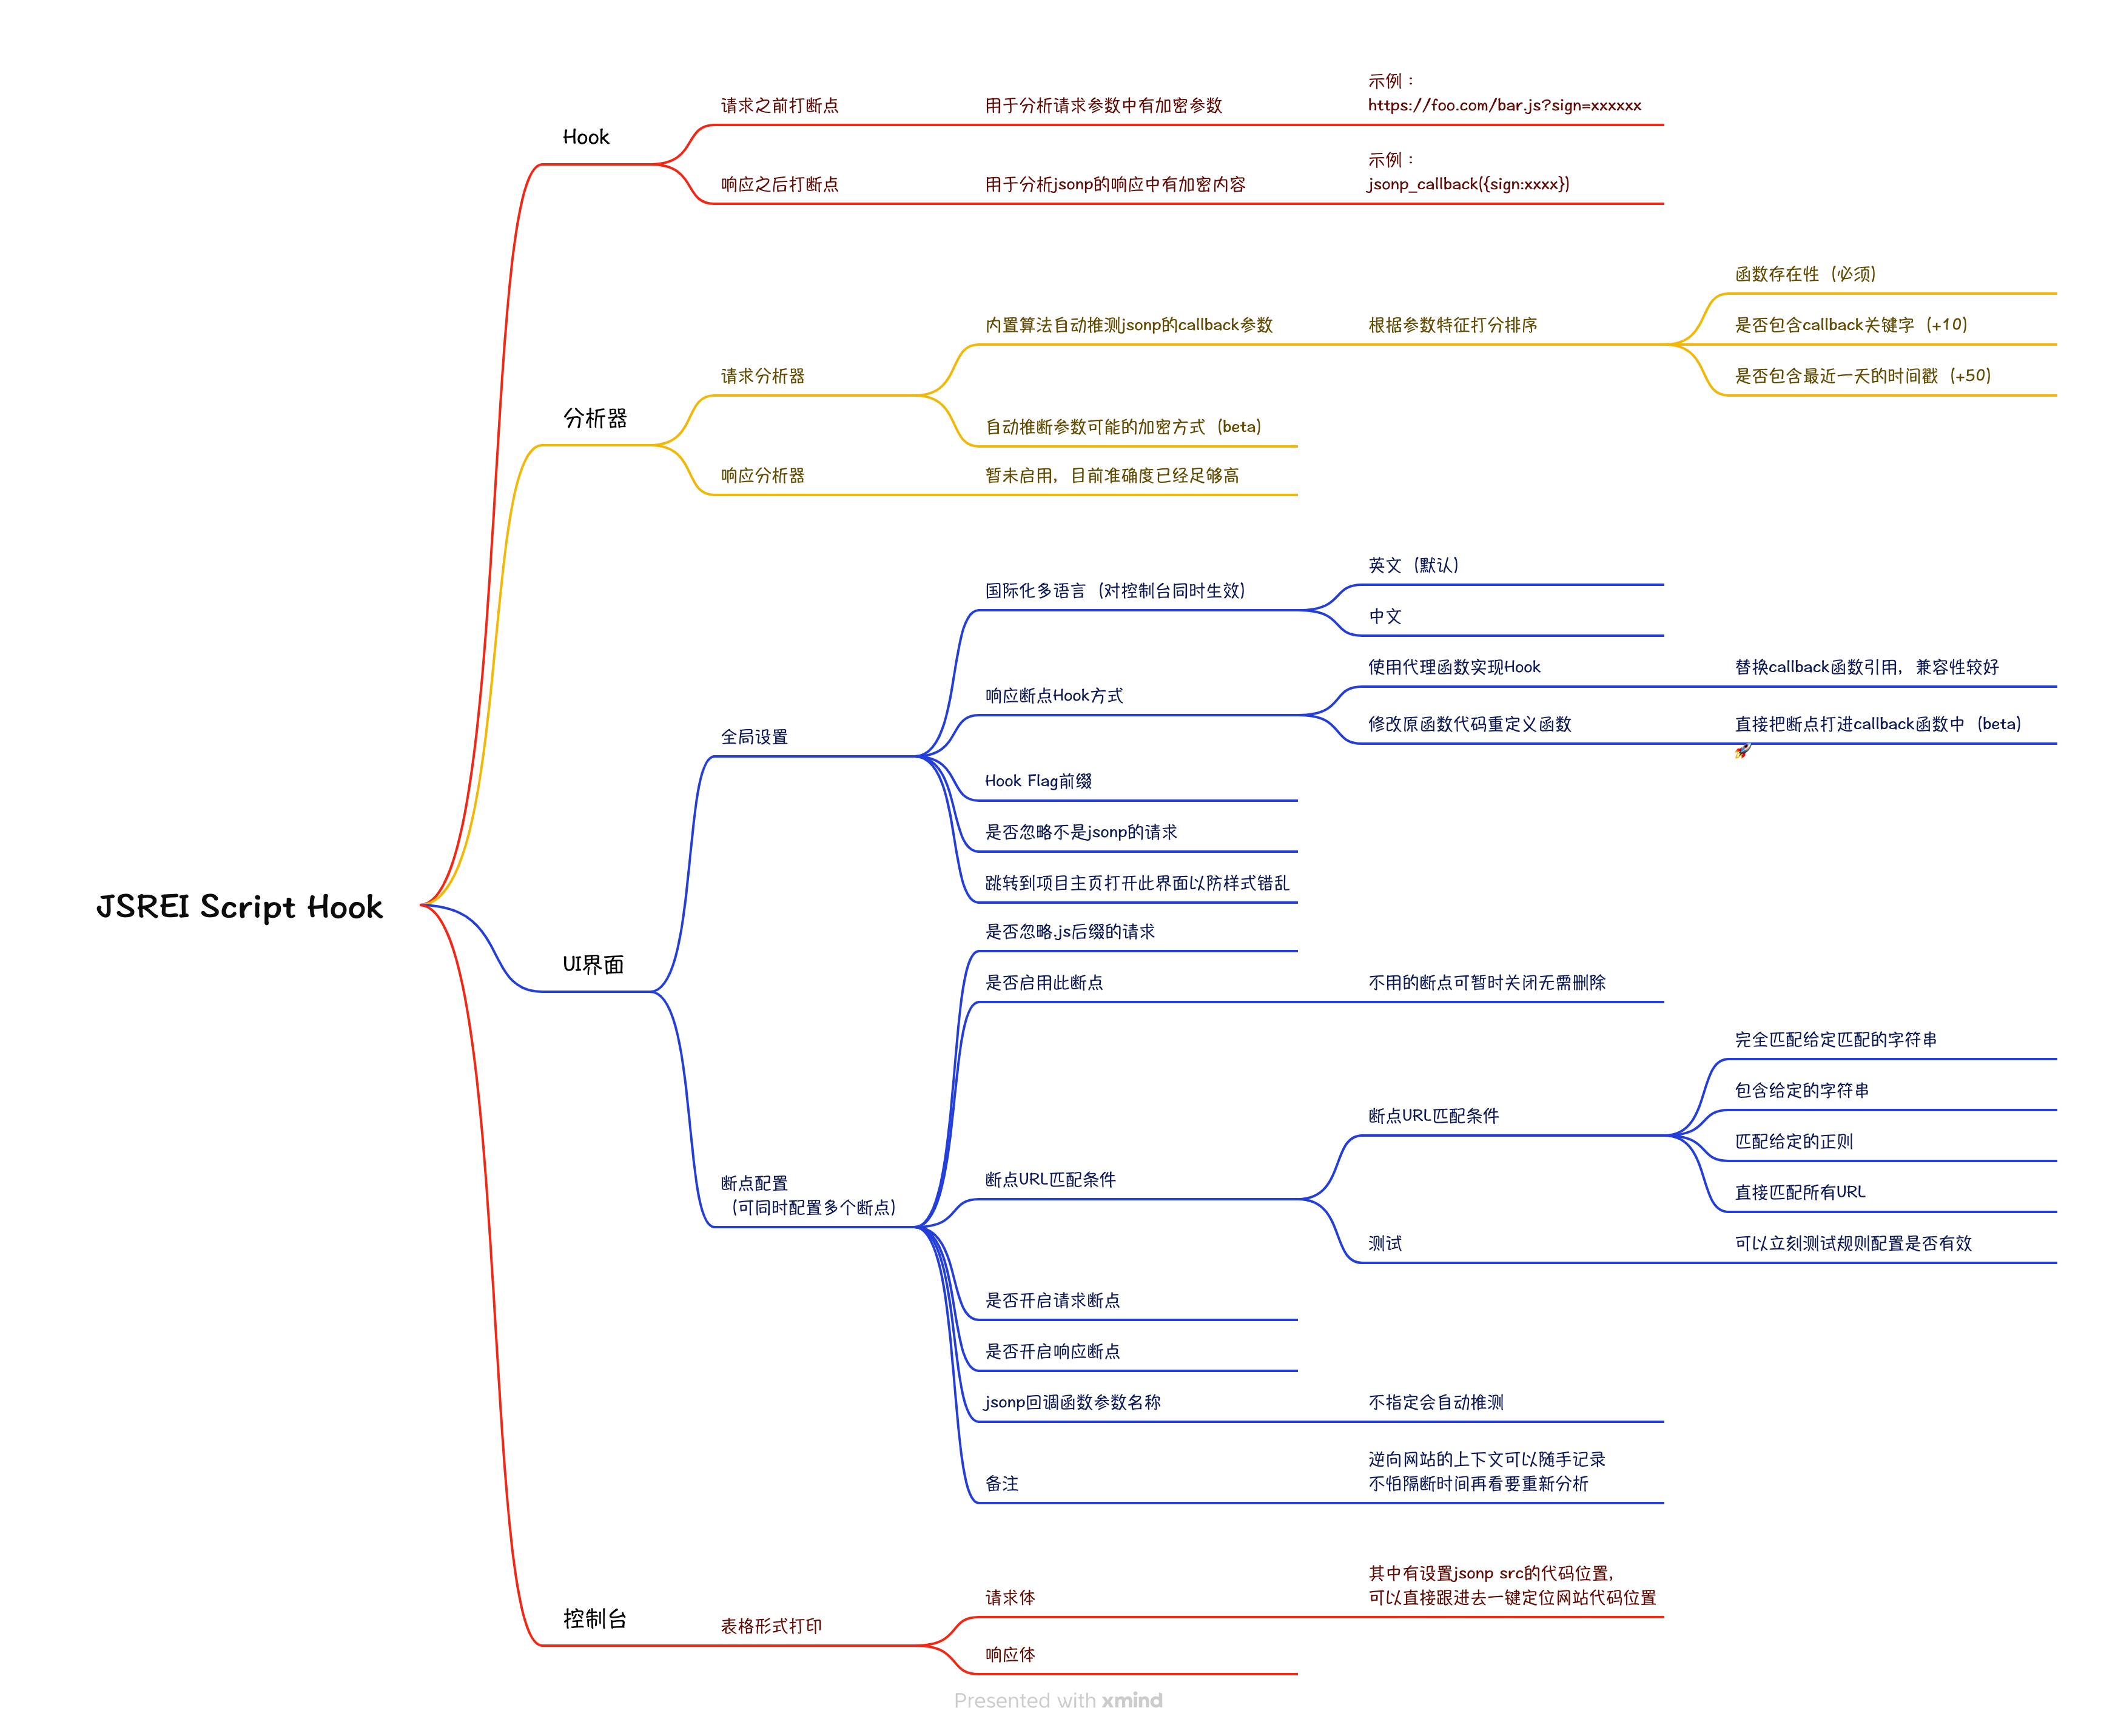 JSREI Script Hook
Hook
请求之前打断点
用于分析请求参数中有加密参数
示例：
https://foo.com/bar.js?sign=xxxxxx
响应之后打断点
用于分析jsonp的响应中有加密内容
示例：
jsonp_callback({sign:xxxx})
分析器
请求分析器
内置算法自动推测jsonp的callback参数
根据参数特征打分排序
函数存在性（必须）
是否包含callback关键字（+10）
是否包含最近一天的时间戳（+50）
自动推断参数可能的加密方式（beta）
响应分析器
暂未启用，目前准确度已经足够高
UI界面
全局设置
国际化多语言（对控制台同时生效）
英文（默认）
中文
响应断点Hook方式
使用代理函数实现Hook
替换callback函数引用，兼容性较好
修改原函数代码重定义函数
直接把断点打进callback函数中（beta）
🚀
Hook Flag前缀
是否忽略不是jsonp的请求
跳转到项目主页打开此界面以防样式错乱
断点配置
（可同时配置多个断点）
是否忽略.js后缀的请求
是否启用此断点
不用的断点可暂时关闭无需删除
断点URL匹配条件
断点URL匹配条件
完全匹配给定匹配的字符串
包含给定的字符串
匹配给定的正则
直接匹配所有URL
测试
可以立刻测试规则配置是否有效
是否开启请求断点
是否开启响应断点
jsonp回调函数参数名称
不指定会自动推测
备注
逆向网站的上下文可以随手记录
不怕隔断时间再看要重新分析
控制台
表格形式打印
请求体
其中有设置jsonp src的代码位置，
可以直接跟进去一键定位网站代码位置
响应体
Presented with xmind